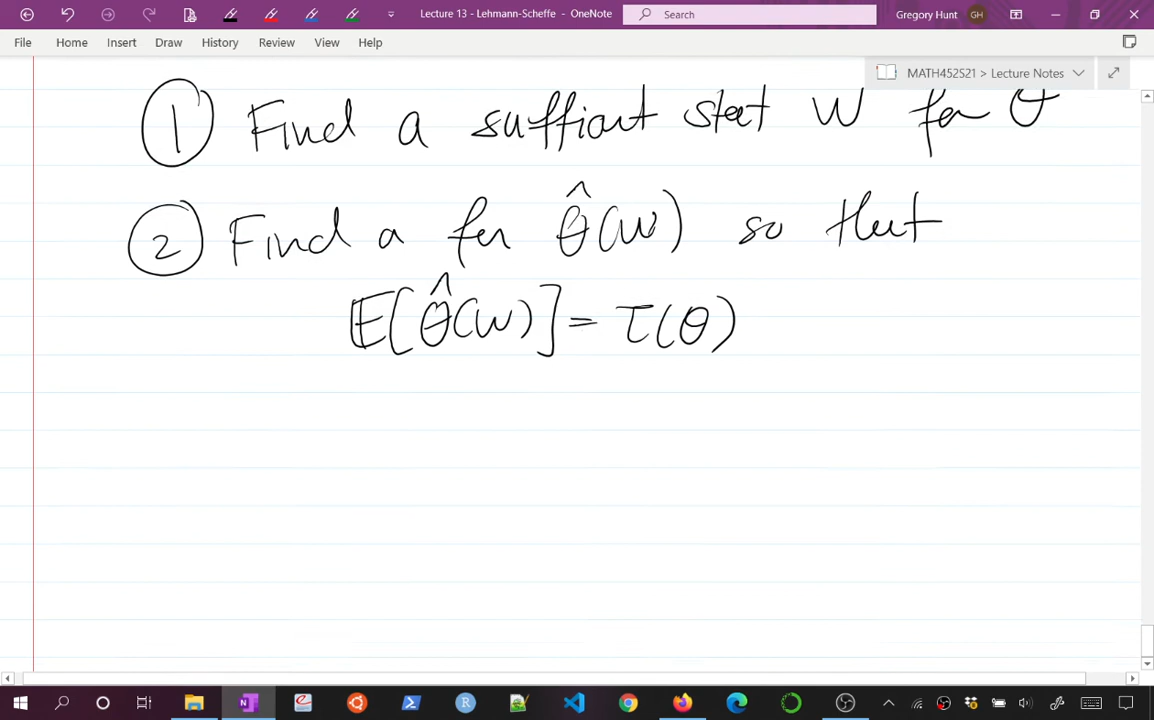 Lecture 13 - Lehmann-Scheffe - OneNote
Search
Gregory Hunt GH
File Home Insert Draw History Review View Help
MATH452S21 > Lecture Notes
① Find a suffient stat W for θ
② Find a fcn θ̂(W) so that
E[θ̂(W)] = τ(θ)